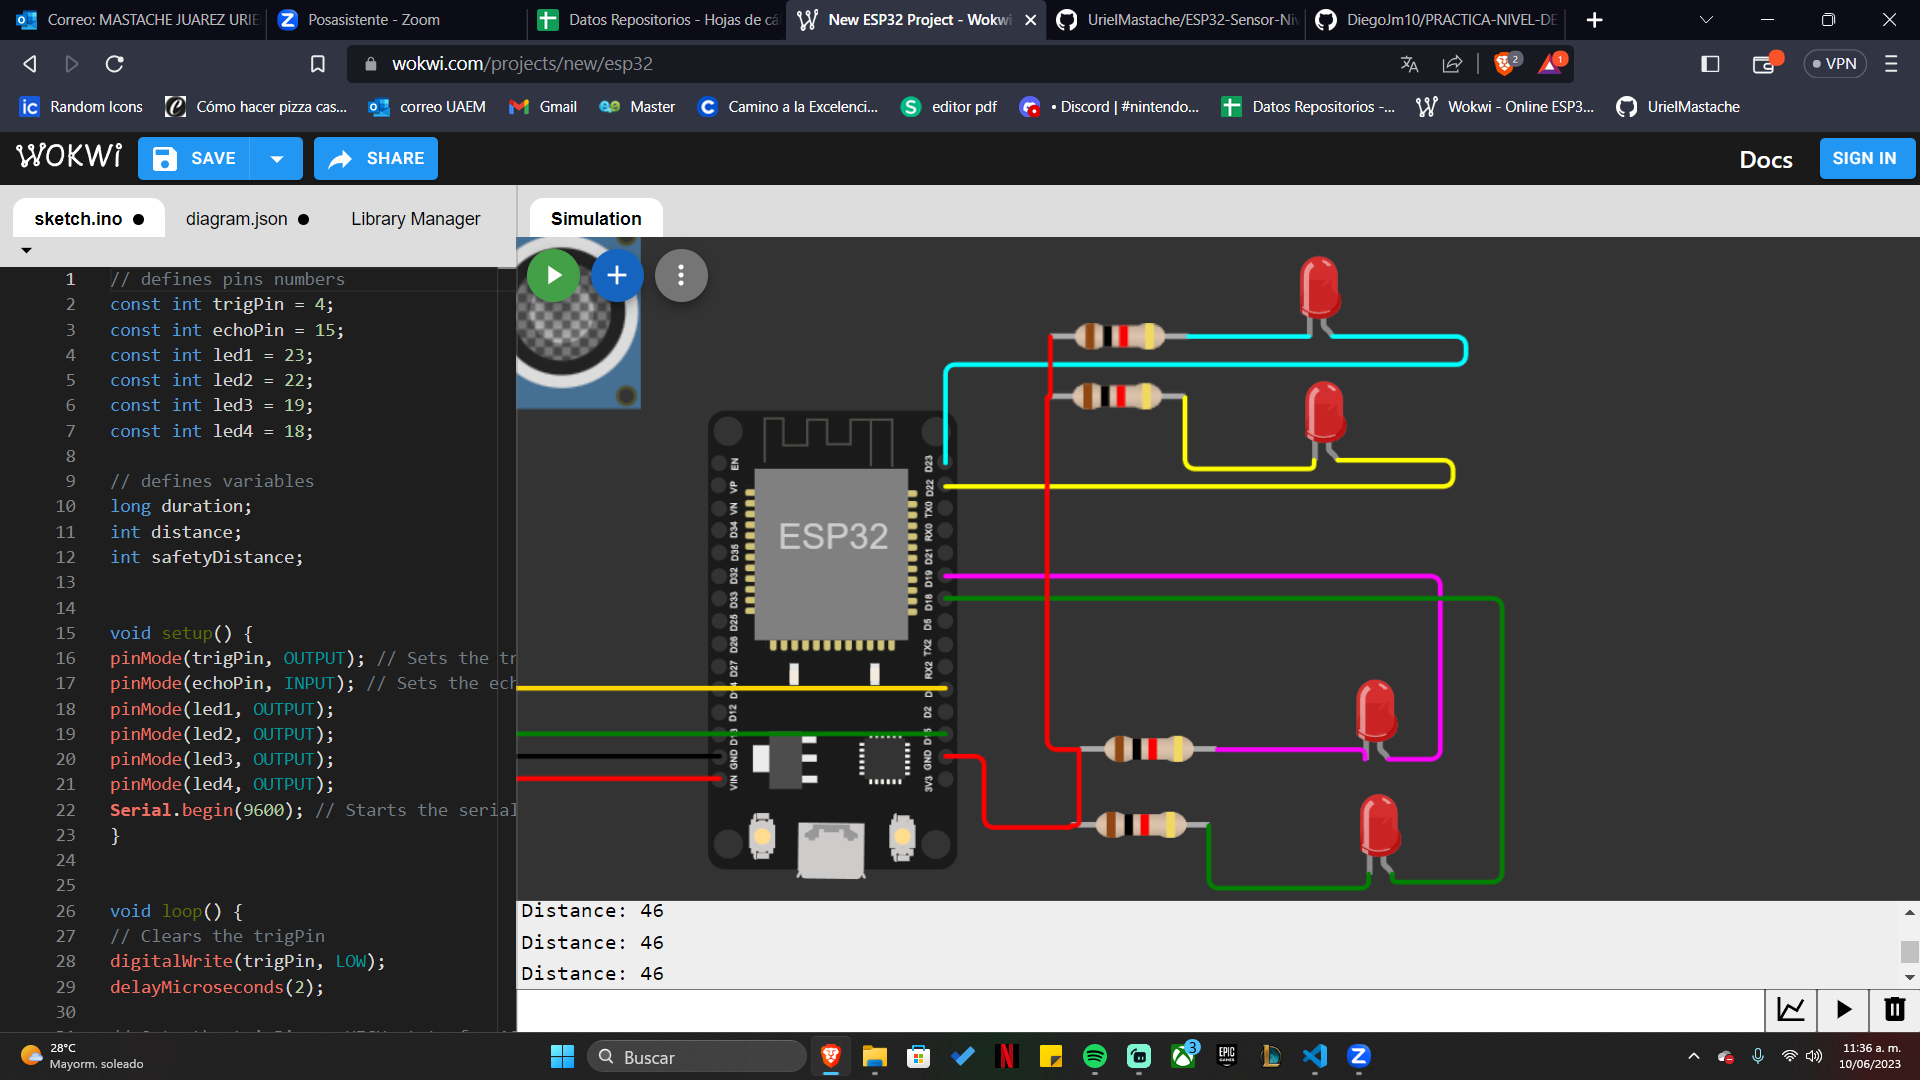 Correo: MASTACHE JUAREZ URIE
Posasistente - Zoom
Datos Repositorios - Hojas de cá
New ESP32 Project - Wokwi
UrielMastache/ESP32-Sensor-Niv
DiegoJm10/PRACTICA-NIVEL-DE
wokwi.com/projects/new/esp32
2
1
VPN
Random Icons
Cómo hacer pizza cas...
correo UAEM
Gmail
Master
Camino a la Excelenci...
editor pdf
• Discord | #nintendo...
Datos Repositorios -...
Wokwi - Online ESP3...
UrielMastache
WOKWi
SAVE
SHARE
Docs
SIGN IN
sketch.ino
diagram.json
Library Manager
Simulation
1 // defines pins numbers
2 const int trigPin = 4;
3 const int echoPin = 15;
4 const int led1 = 23;
5 const int led2 = 22;
6 const int led3 = 19;
7 const int led4 = 18;
8
9 // defines variables
10 long duration;
11 int distance;
12 int safetyDistance;
13
14
15 void setup() {
16 pinMode(trigPin, OUTPUT); // Sets the tr
17 pinMode(echoPin, INPUT); // Sets the ech
18 pinMode(led1, OUTPUT);
19 pinMode(led2, OUTPUT);
20 pinMode(led3, OUTPUT);
21 pinMode(led4, OUTPUT);
22 Serial.begin(9600); // Starts the serial
23 }
24
25
26 void loop() {
27 // Clears the trigPin
28 digitalWrite(trigPin, LOW);
29 delayMicroseconds(2);
30
ESP32
EN
VP
VN
D34
D35
D32
D33
D25
D26
D27
D14
D12
D13
GND
VIN
D23
D22
TX0
RX0
D21
D19
D18
D5
TX2
RX2
D2
D15
GND
3V3
Distance: 46
Distance: 46
Distance: 46
28°C
Mayorm. soleado
Buscar
3
EPIC
GAMES
11:36 a. m.
10/06/2023